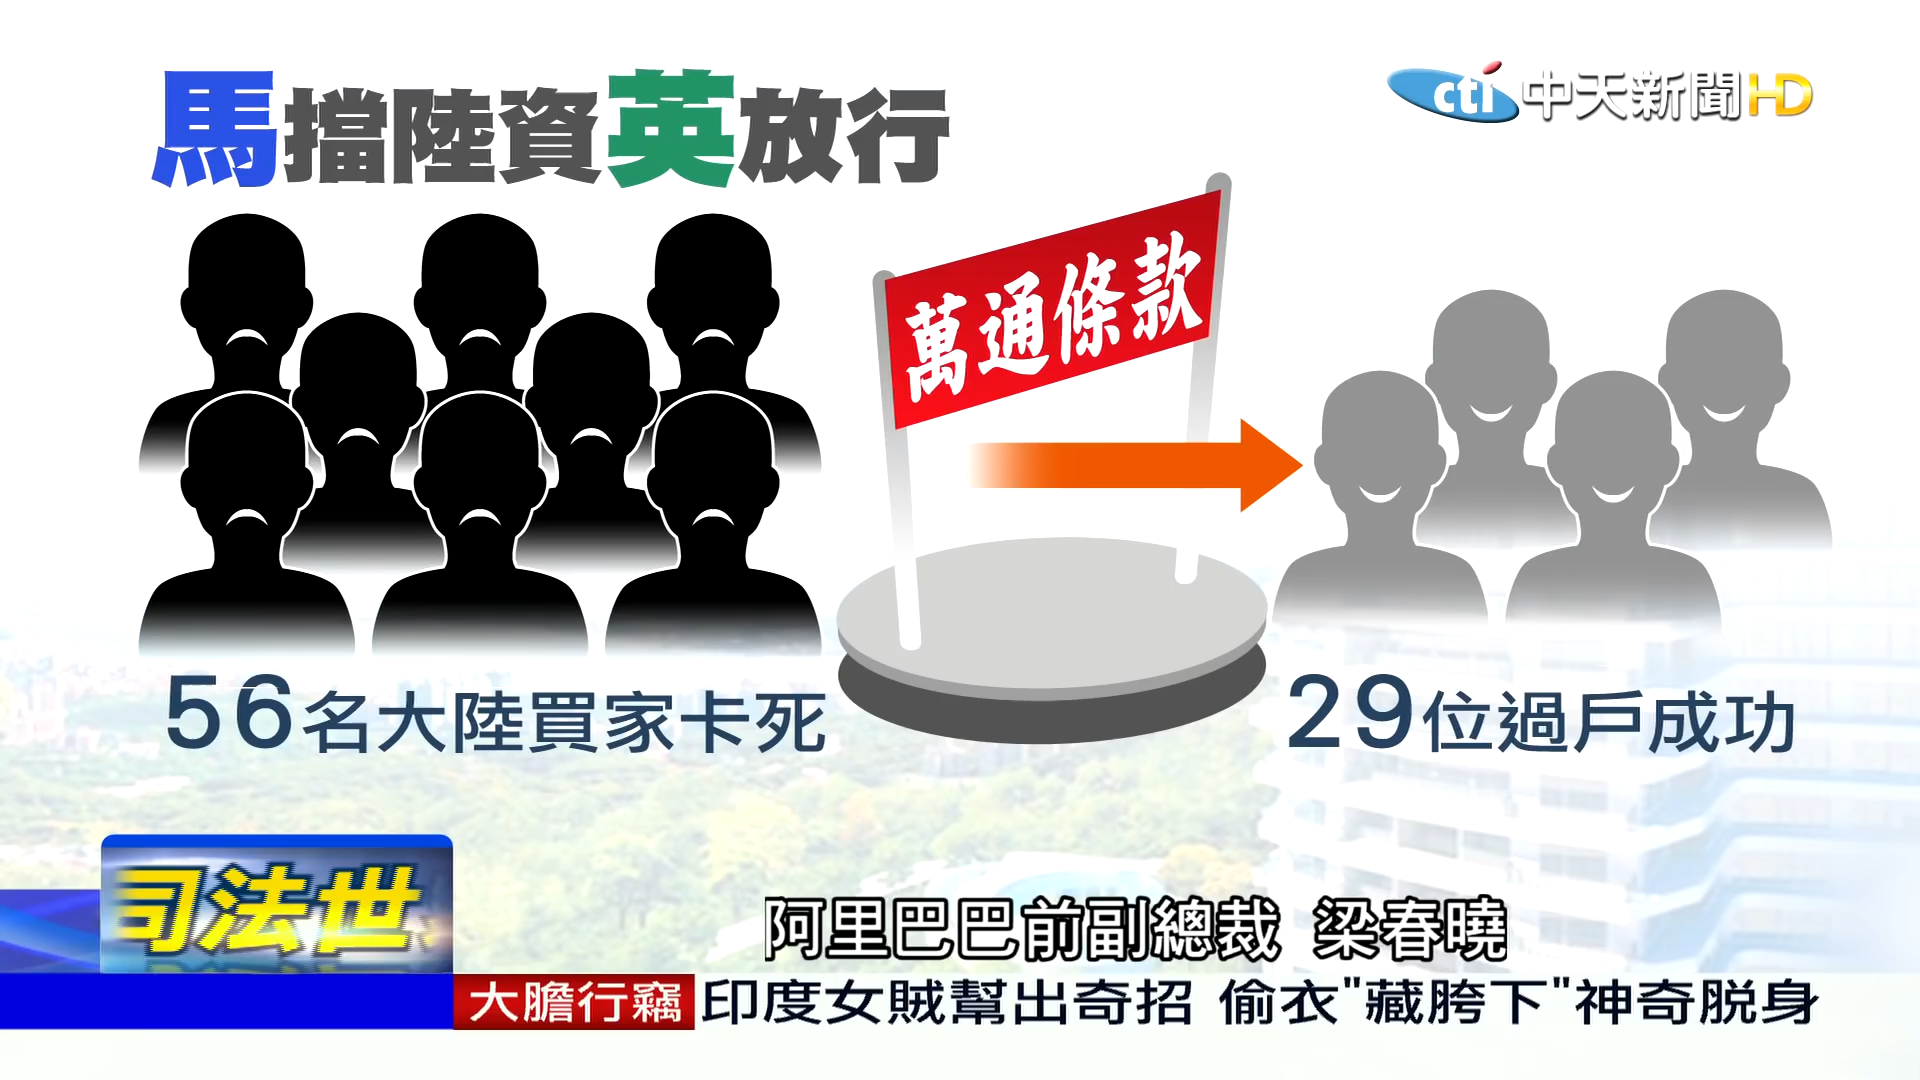 馬擋陸資英放行
cti 中天新聞HD
萬通條款
56名大陸買家卡死
29位過戶成功
司法世
阿里巴巴前副總裁 梁春曉
大膽行竊 印度女賊幫出奇招 偷衣"藏胯下"神奇脫身